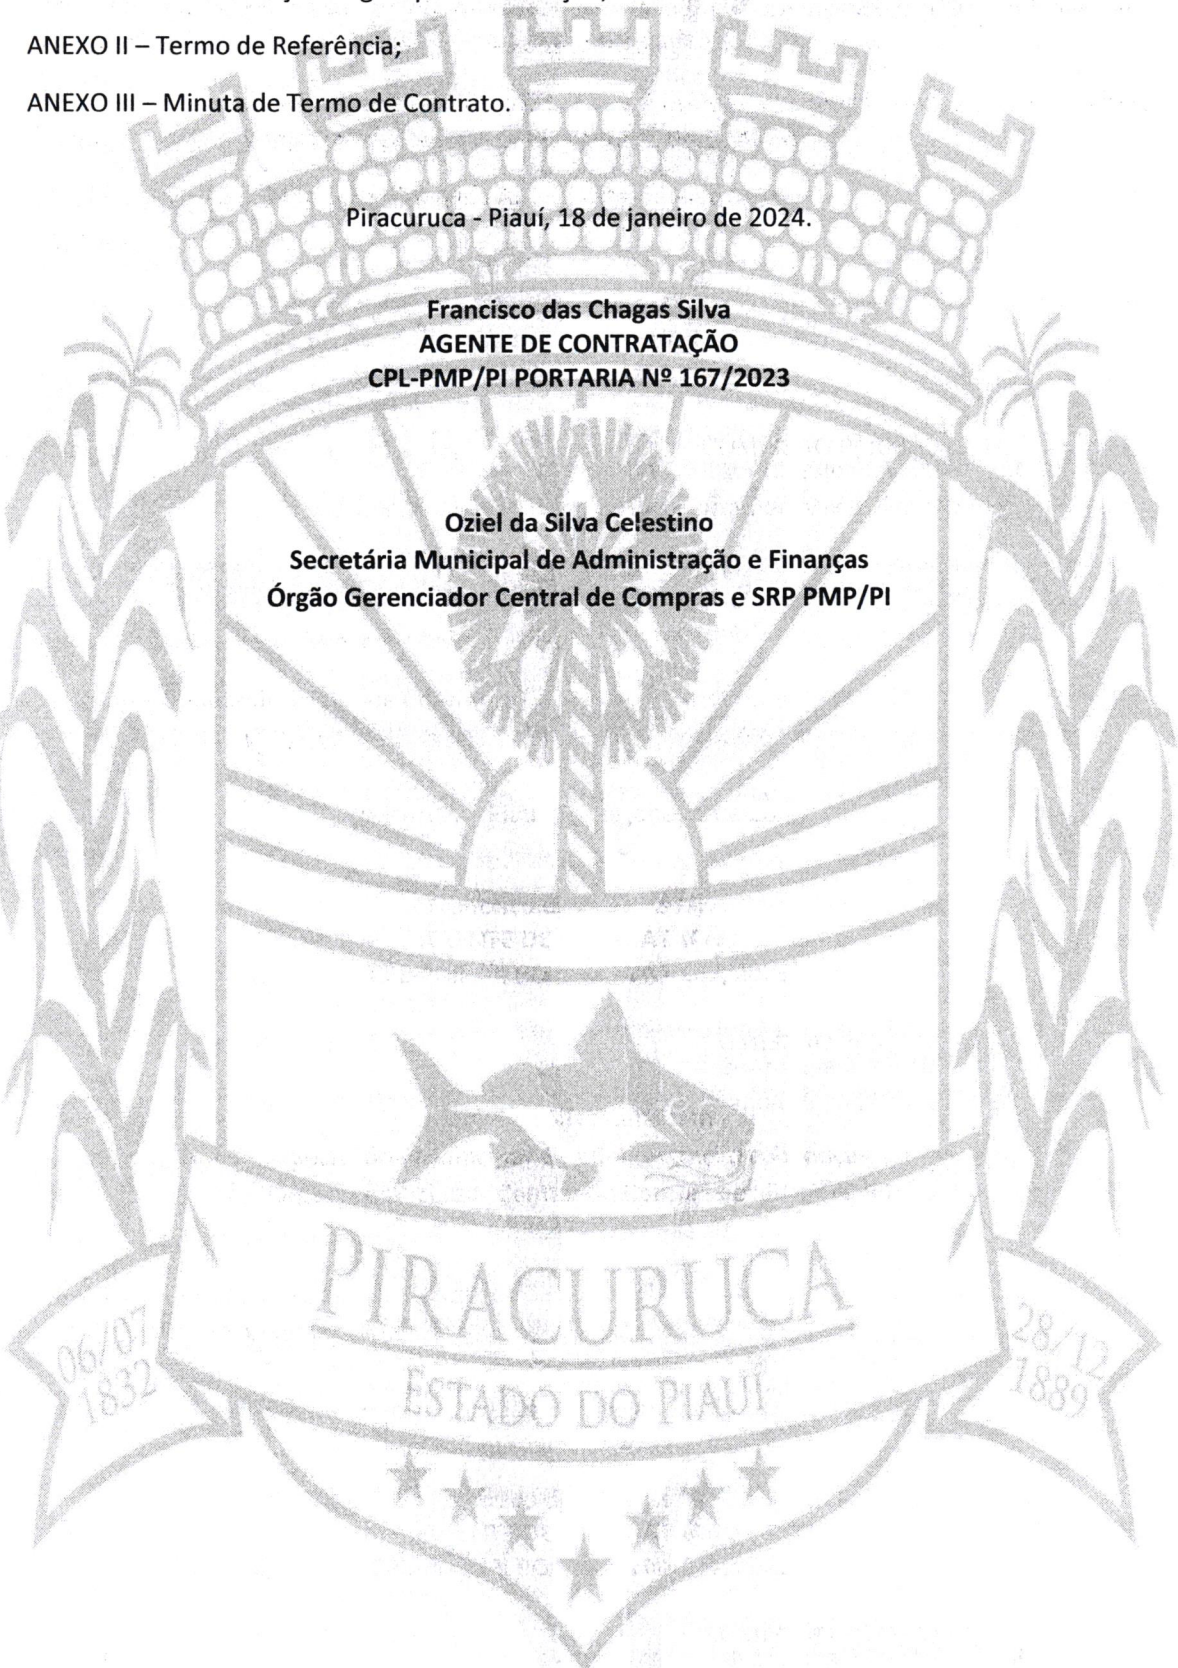 ANEXO II – Termo de Referência;
ANEXO III – Minuta de Termo de Contrato.
Piracuruca - Piauí, 18 de janeiro de 2024.
Francisco das Chagas Silva
AGENTE DE CONTRATAÇÃO
CPL-PMP/PI PORTARIA Nº 167/2023
Oziel da Silva Celestino
Secretária Municipal de Administração e Finanças
Órgão Gerenciador Central de Compras e SRP PMP/PI
PIRACURUCA
ESTADO DO PIAUÍ
06/07
1832
28/12
1889